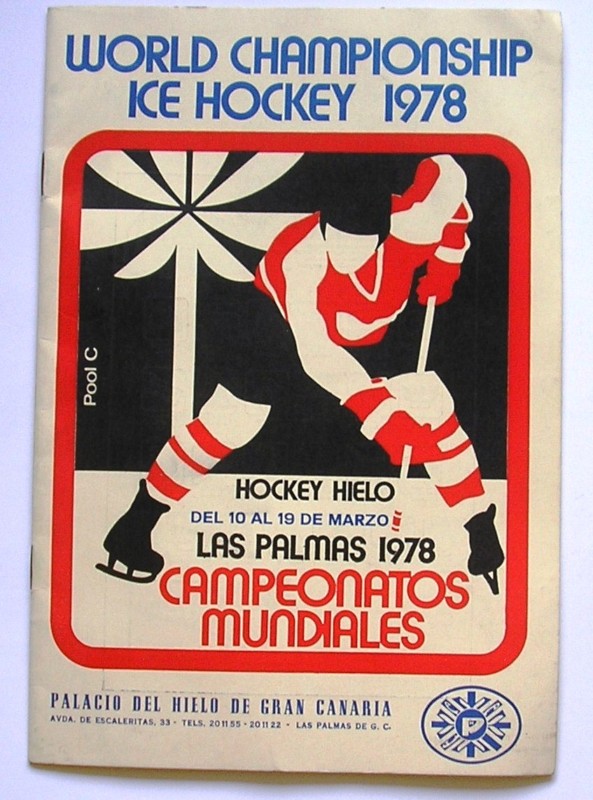 WORLD CHAMPIONSHIP
ICE HOCKEY 1978
Pool C
HOCKEY HIELO
DEL 10 AL 19 DE MARZO
LAS PALMAS 1978
CAMPEONATOS
MUNDIALES
PALACIO DEL HIELO DE GRAN CANARIA
AVDA. DE ESCALERITAS, 33 - TELS. 201155 - 201122 - LAS PALMAS DE G. C.
P